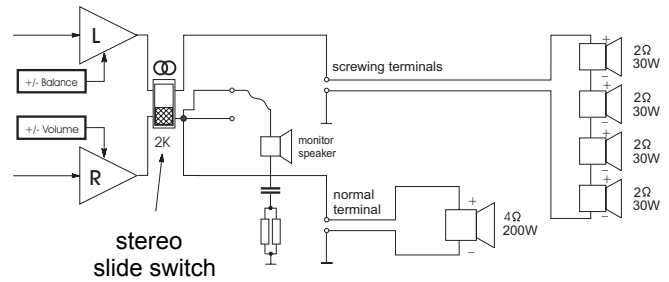 L
+/- Balance
+/- Volume
R
2K
stereo
slide switch
monitor
speaker
screwing terminals
normal
terminal
+
4Ω
200W
−
+
2Ω
30W
−
+
2Ω
30W
−
+
2Ω
30W
−
+
2Ω
30W
−